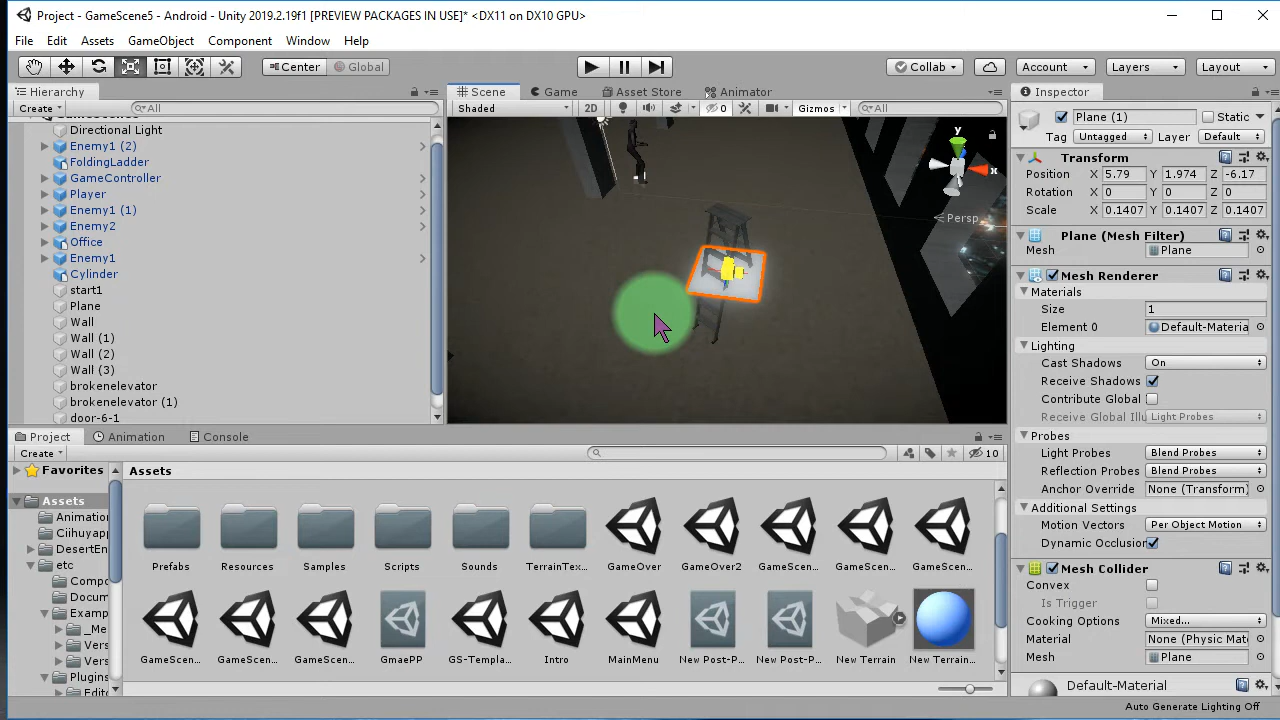 Project - GameScene5 - Android - Unity 2019.2.19f1 [PREVIEW PACKAGES IN USE]* <DX11 on DX10 GPU>
File Edit Assets GameObject Component Window Help
Center Global Collab Account Layers Layout
Hierarchy
Create All
Directional Light
Enemy1 (2)
FoldingLadder
GameController
Player
Enemy1 (1)
Enemy2
Office
Enemy1
Cylinder
start1
Plane
Wall
Wall (1)
Wall (2)
Wall (3)
brokenelevator
brokenelevator (1)
door-6-1
Scene Game Asset Store Animator
Shaded 2D 0 Gizmos All
y
x
Persp
Inspector
Plane (1) Static
Tag Untagged Layer Default
Transform
Position X 5.79 Y 1.974 Z -6.17
Rotation X 0 Y 0 Z 0
Scale X 0.1407 Y 0.1407 Z 0.1407
Plane (Mesh Filter)
Mesh Plane
Mesh Renderer
Materials
Size 1
Element 0 Default-Materia
Lighting
Cast Shadows On
Receive Shadows
Contribute Global
Receive Global Illu Light Probes
Probes
Light Probes Blend Probes
Reflection Probes Blend Probes
Anchor Override None (Transform)
Additional Settings
Motion Vectors Per Object Motion
Dynamic Occlusion
Mesh Collider
Convex
Is Trigger
Cooking Options Mixed...
Material None (Physic Mat
Mesh Plane
Default-Material
Project Animation Console
Create 10
Favorites
Assets
Animation
Ciihuyapp
DesertEn
etc
Compo
Docum
Examp
_Me
Vers
Vers
Plugins
Edit
Assets
Prefabs Resources Samples Scripts Sounds TerrainTex... GameOver GameOver2 GameScen... GameScen... GameScen...
GameScen... GameScen... GameScen... GmaePP GS-Templa... Intro MainMenu New Post-P... New Post-P... New Terrain New Terrain...
Auto Generate Lighting Off